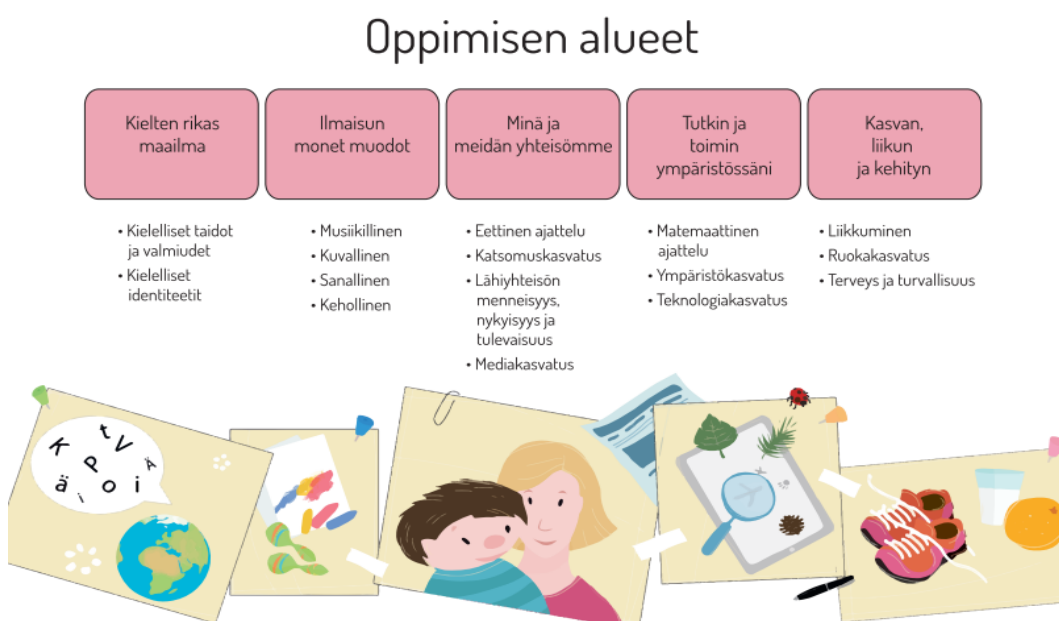 Oppimisen alueet
Kielten rikas
maailma
Ilmaisun
monet muodot
Minä ja
meidän yhteisömme
Tutkin ja
toimin
ympäristössäni
Kasvan,
liikun
ja kehityn
• Kielelliset taidot
ja valmiudet
• Kielelliset
identiteetit
• Musiikillinen
• Kuvallinen
• Sanallinen
• Kehollinen
• Eettinen ajattelu
• Katsomuskasvatus
• Lähiyhteisön
menneisyys,
nykyisyys ja
tulevaisuus
• Mediakasvatus
• Matemaattinen
ajattelu
• Ympäristökasvatus
• Teknologiakasvatus
• Liikkuminen
• Ruokakasvatus
• Terveys ja turvallisuus
K t V
P Ä
ä i o i